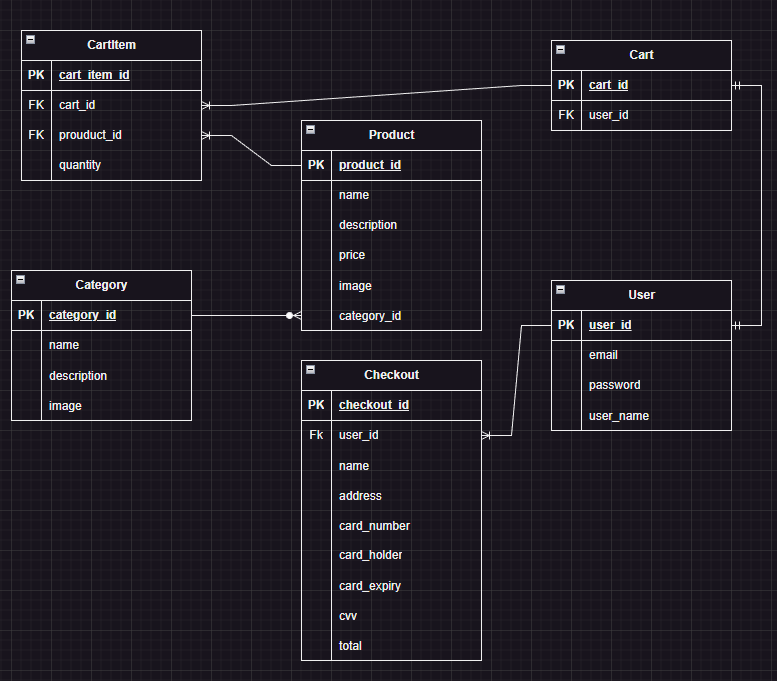 CartItem
PK cart_item_id
FK cart_id
FK prouduct_id
quantity
Cart
PK cart_id
FK user_id
Product
PK product_id
name
description
price
image
category_id
Category
PK category_id
name
description
image
User
PK user_id
email
password
user_name
Checkout
PK checkout_id
Fk user_id
name
address
card_number
card_holder
card_expiry
cvv
total